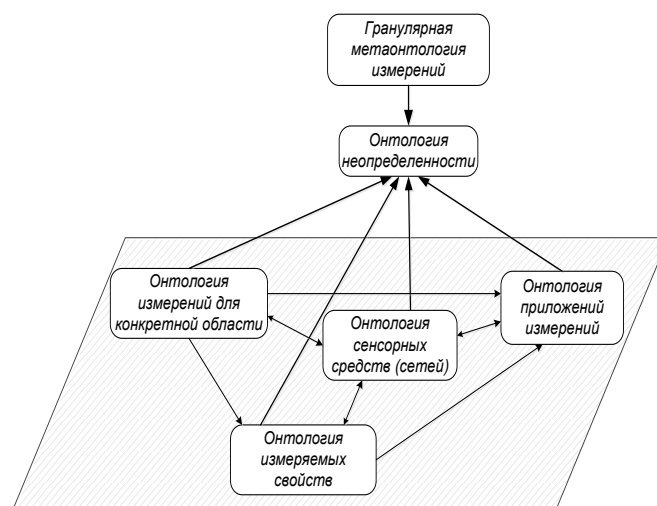 Гранулярная
метаонтология
измерений
Онтология
неопределенности
Онтология
измерений для
конкретной области
Онтология
приложений
измерений
Онтология
сенсорных
средств (сетей)
Онтология
измеряемых
свойств